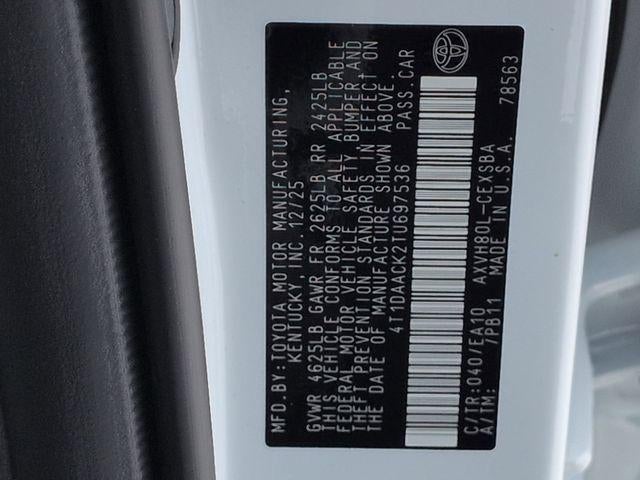 MFD.BY:TOYOTA MOTOR MANUFACTURING,
KENTUCKY, INC. 12/25
GVWR 4625LB GAWR FR 2625LB RR 2425LB
THIS VEHICLE CONFORMS TO ALL APPLICABLE
FEDERAL MOTOR VEHICLE SAFETY, BUMPER, AND
THEFT PREVENTION STANDARDS IN EFFECT ON
THE DATE OF MANUFACTURE SHOWN ABOVE.
4T1DAACK2TU697536 PASS.CAR
C/TR:040/EA10 AXVH80L-CEXSBA
A/TM: 7PB11 MADE IN U.S.A. 78563